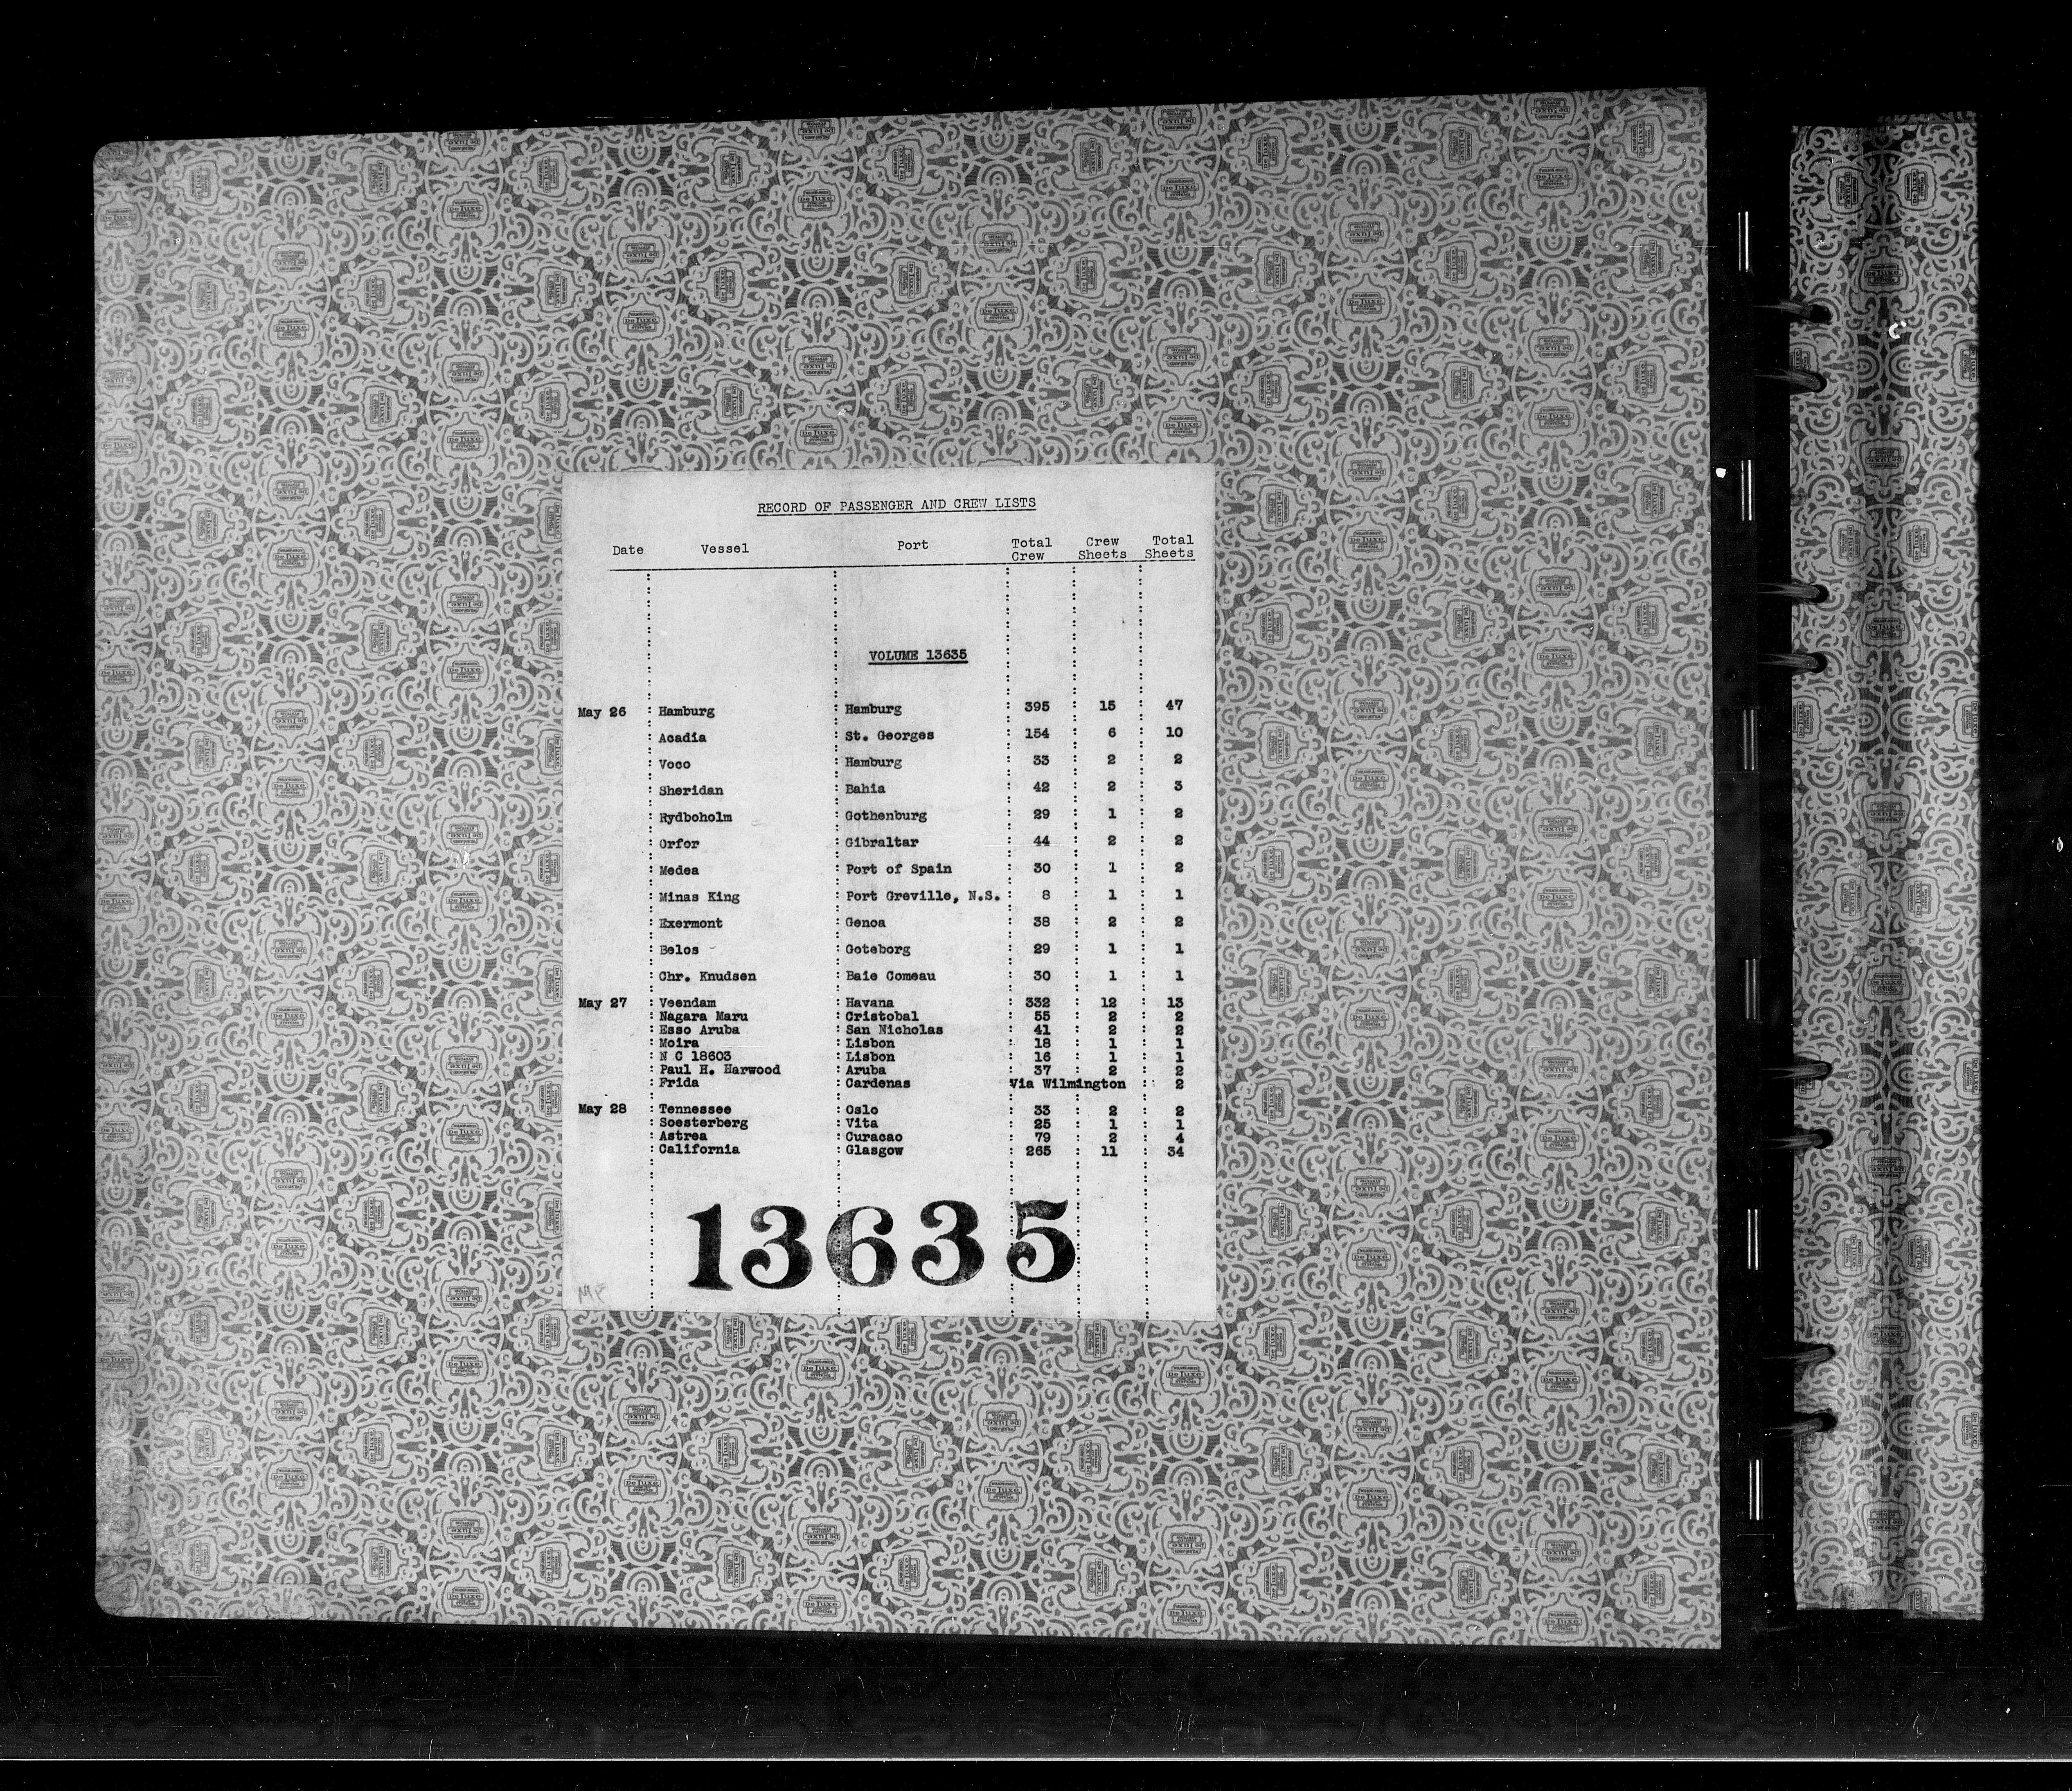 RECORD OF PASSENGER AND CREW LISTS
Date Vessel Port Total Crew Crew Sheets Total Sheets
VOLUME 13635
May 26 : Hamburg : Hamburg : 395 : 15 : 47
: Acadia : St. Georges : 154 : 6 : 10
: Voco : Hamburg : 33 : 2 : 2
: Sheridan : Bahia : 42 : 2 : 3
: Rydboholm : Gothenburg : 29 : 1 : 2
: Orfor : Gibraltar : 44 : 2 : 2
: Medea : Port of Spain : 30 : 1 : 2
: Minas King : Port Greville, N.S. : 8 : 1 : 1
: Exermont : Genoa : 38 : 2 : 2
: Belos : Goteborg : 29 : 1 : 1
: Chr. Knudsen : Baie Comeau : 30 : 1 : 1
May 27 : Veendam : Havana : 332 : 12 : 13
: Nagara Maru : Cristobal : 55 : 2 : 2
: Esso Aruba : San Nicholas : 41 : 2 : 2
: Moira : Lisbon : 18 : 1 : 1
: N C 18603 : Lisbon : 16 : 1 : 1
: Paul H. Harwood : Aruba : 37 : 2 : 2
: Frida : Cardenas Via Wilmington : 2
May 28 : Tennessee : Oslo : 33 : 2 : 2
: Soesterberg : Vita : 25 : 1 : 1
: Astrea : Curacao : 79 : 2 : 4
: California : Glasgow : 265 : 11 : 34
13635